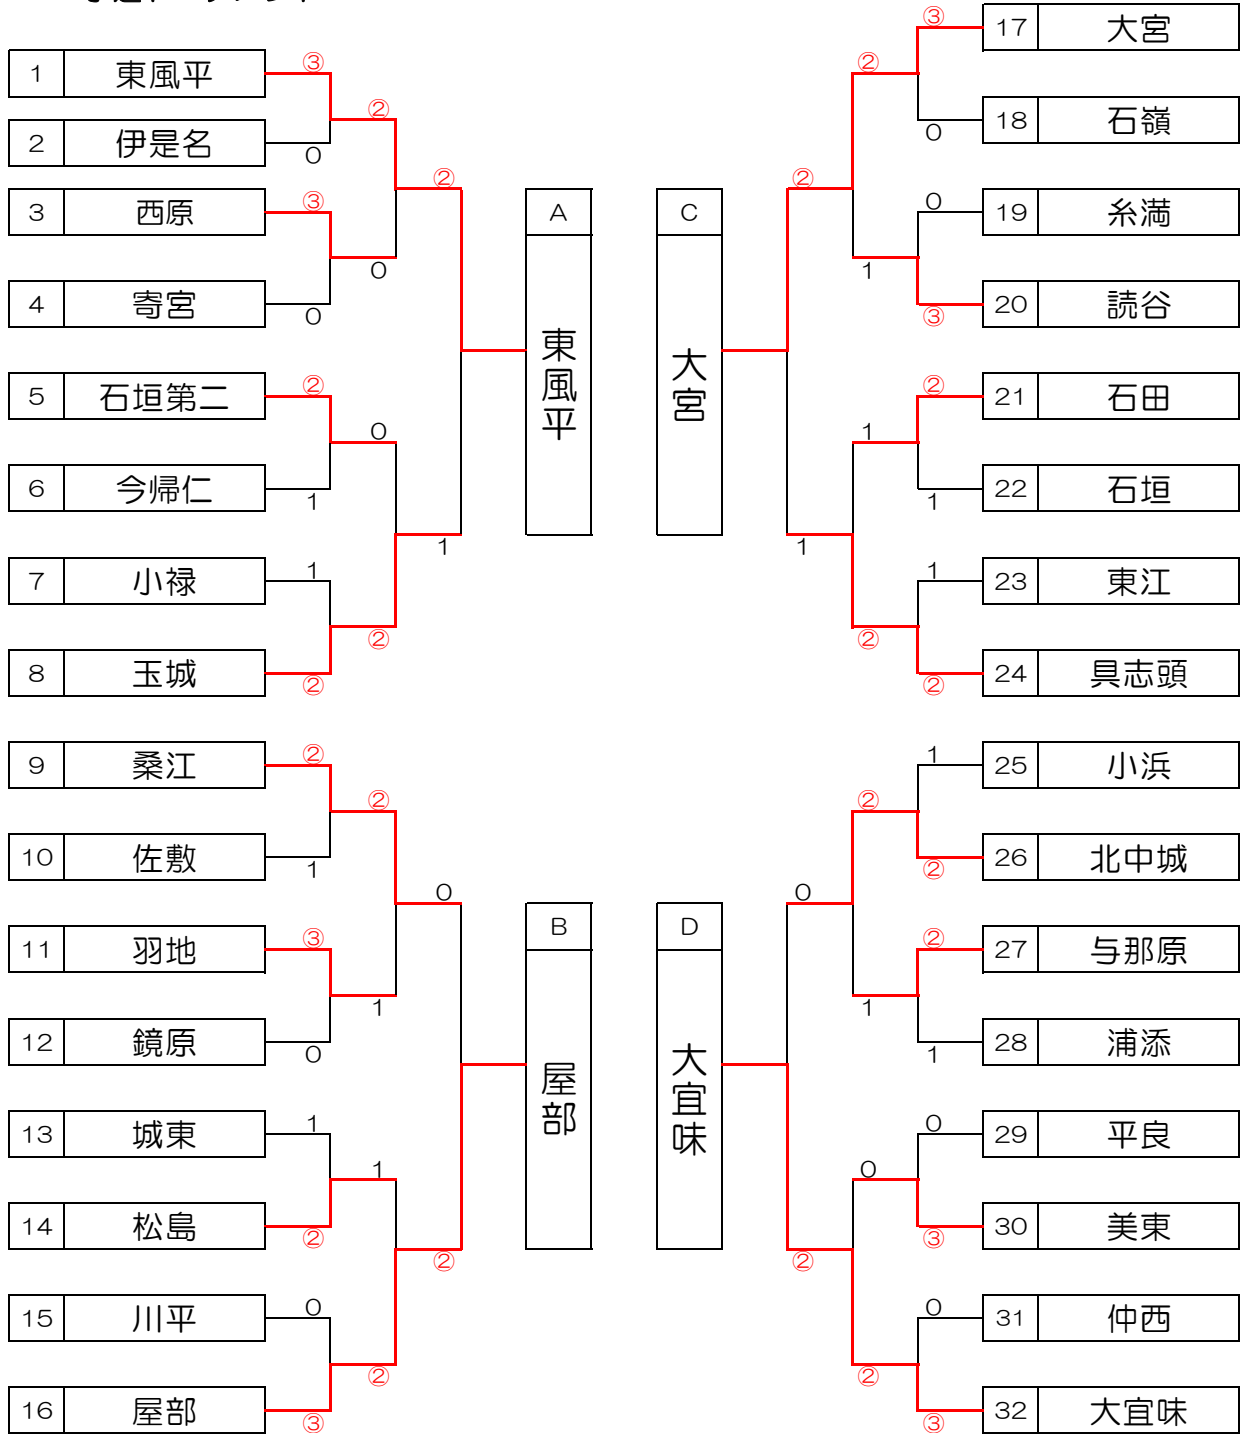 1 東風平 ③
2 伊是名 0
②
3 西原 ③
4 寄宮 0
0
②
5 石垣第二 ②
6 今帰仁 1
0
7 小禄 1
8 玉城 ②
②
1
A
東風平
9 桑江 ②
10 佐敷 1
②
11 羽地 ③
12 鏡原 0
1
0
13 城東 1
14 松島 ②
1
15 川平 0
16 屋部 ③
②
②
B
屋部
③ 17 大宮
0 18 石嶺
②
0 19 糸満
③ 20 読谷
1
②
② 21 石田
1 22 石垣
1
1 23 東江
② 24 具志頭
②
1
C
大宮
1 25 小浜
② 26 北中城
②
② 27 与那原
1 28 浦添
1
0
0 29 平良
③ 30 美東
0
0 31 仲西
③ 32 大宜味
②
②
D
大宜味